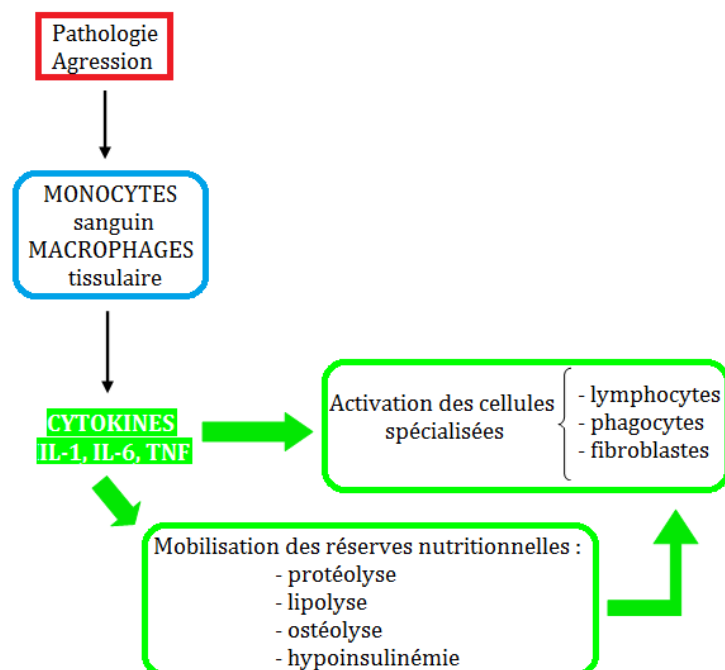 Pathologie
Agression
MONOCYTES
sanguin
MACROPHAGES
tissulaire
CYTOKINES
IL-1, IL-6, TNF
Activation des cellules
spécialisées
- lymphocytes
- phagocytes
- fibroblastes
Mobilisation des réserves nutritionnelles :
- protéolyse
- lipolyse
- ostéolyse
- hypoinsulinémie